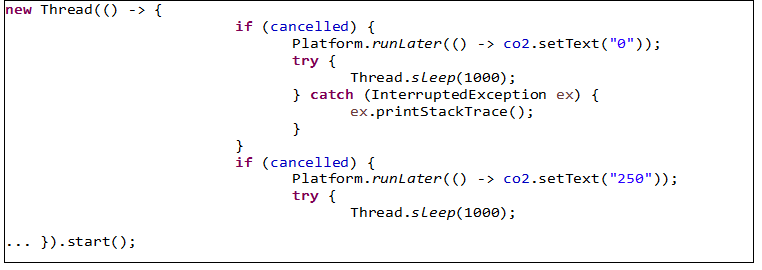 new Thread(() -> {
if (cancelled) {
Platform.runLater(() -> co2.setText("0"));
try {
Thread.sleep(1000);
} catch (InterruptedException ex) {
ex.printStackTrace();
}
}
if (cancelled) {
Platform.runLater(() -> co2.setText("250"));
try {
Thread.sleep(1000);
... }).start();